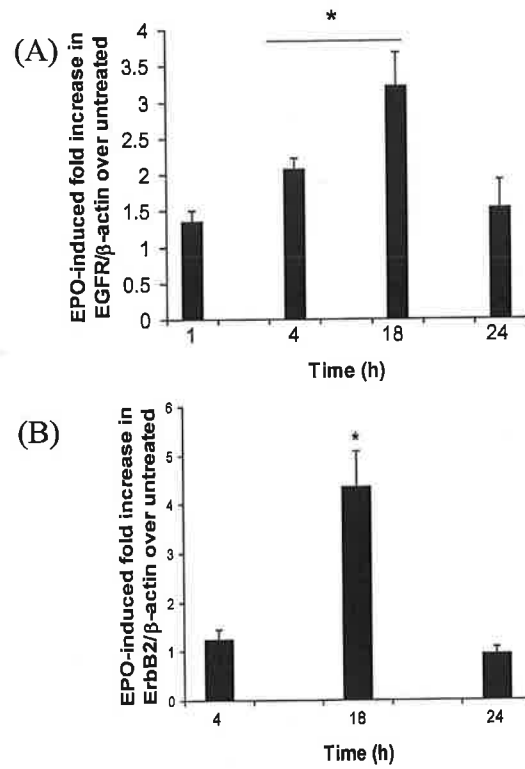 (A)
*
EPO-induced fold increase in
EGFR/β-actin over untreated
4
3.5
3
2.5
2
1.5
1
0.5
0
1 4 18 24
Time (h)
(B)
EPO-induced fold increase in
ErbB2/β-actin over untreated
6
5
4
3
2
1
0
*
4 18 24
Time (h)